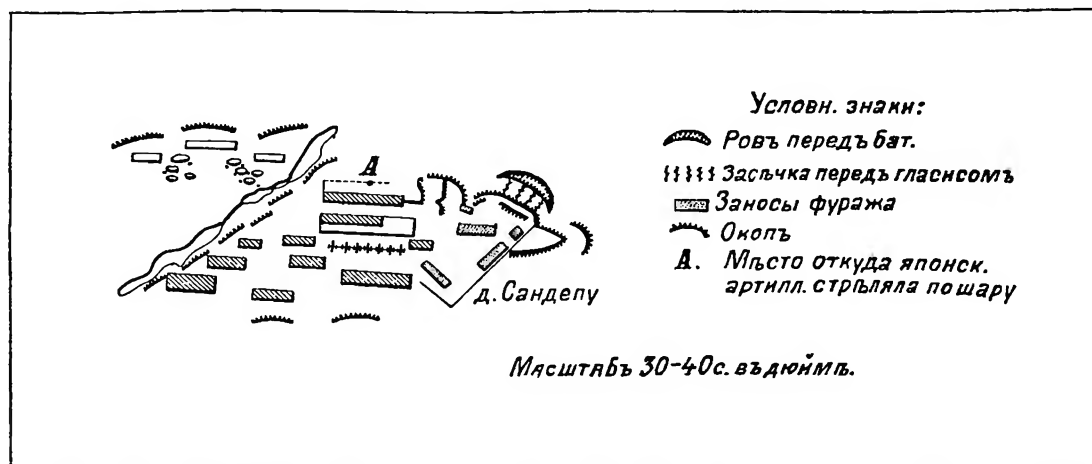 Условн. знаки:
Ровъ передъ бат.
Засѣчка передъ гласисомъ
Заносы фуража
Окопъ
А. Мѣсто откуда японск.
артилл. стрѣляла по шару
А
д. Сандепу
Масштабъ 30-40с. въ дюймѣ.